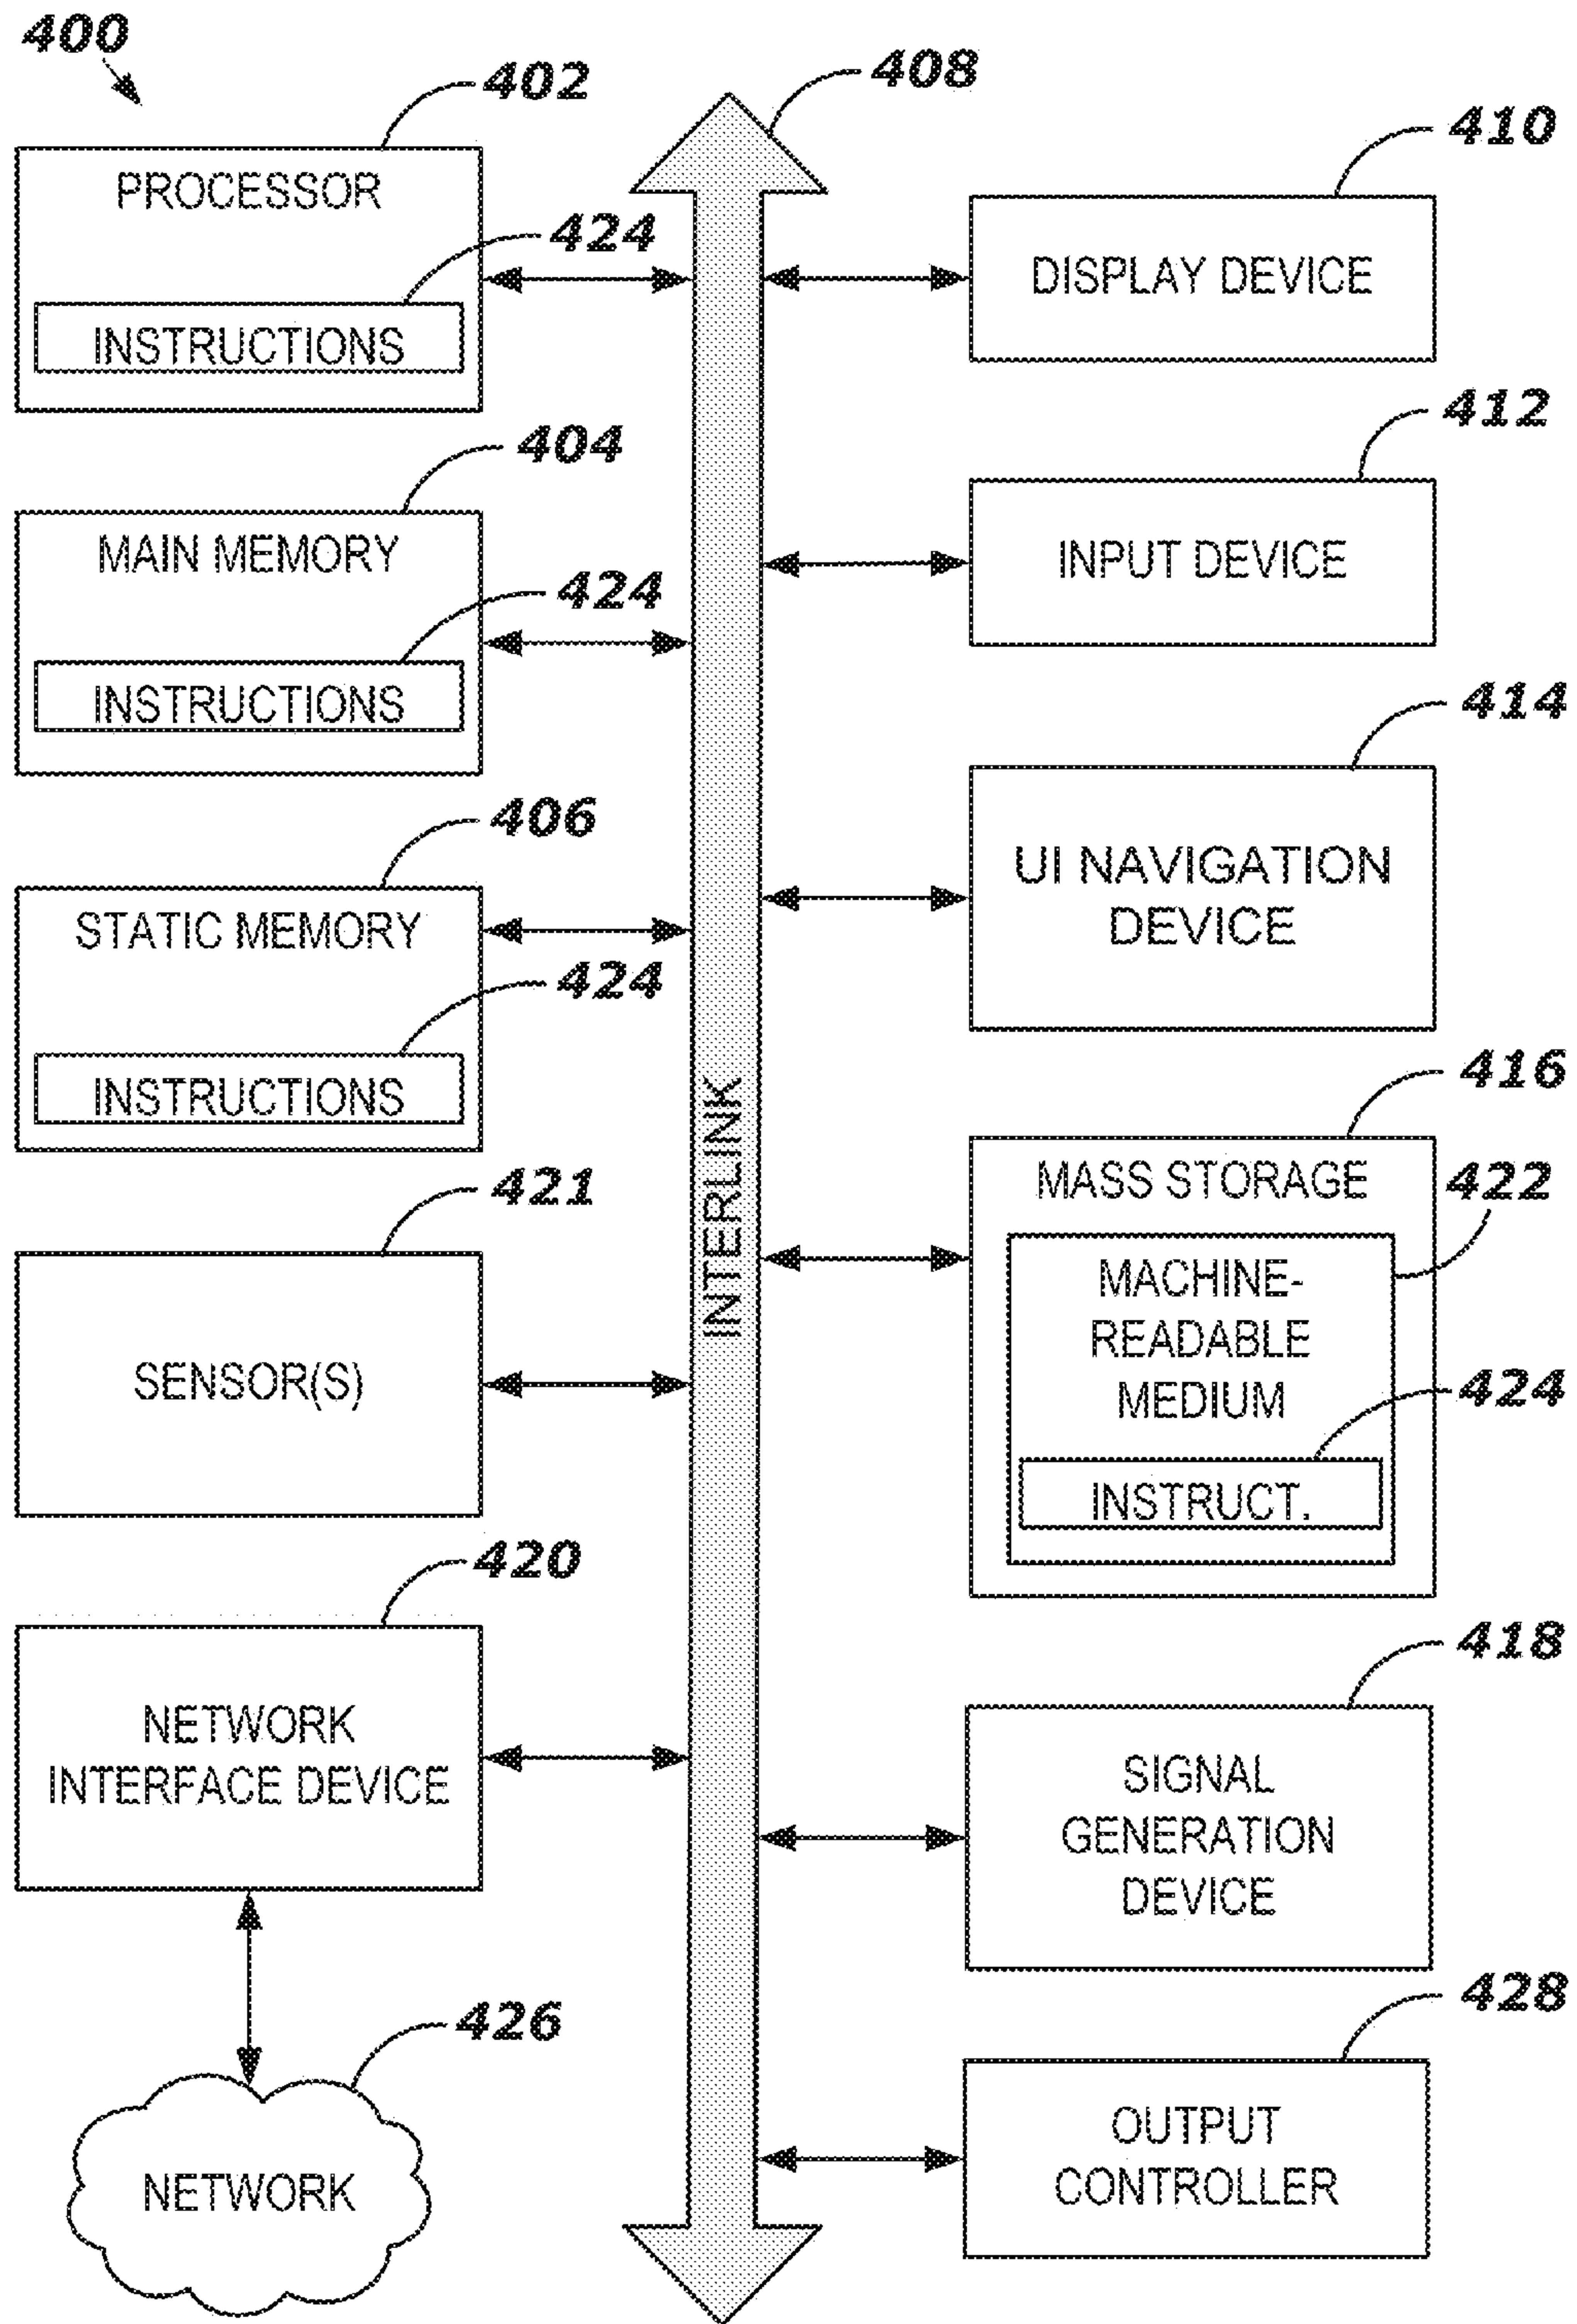 400
402
PROCESSOR
424
INSTRUCTIONS
404
MAIN MEMORY
424
INSTRUCTIONS
406
STATIC MEMORY
424
INSTRUCTIONS
421
SENSOR(S)
420
NETWORK
INTERFACE DEVICE
426
NETWORK
408
INTERLINK
410
DISPLAY DEVICE
412
INPUT DEVICE
414
UI NAVIGATION
DEVICE
416
MASS STORAGE
422
MACHINE-
READABLE
MEDIUM
424
INSTRUCT.
418
SIGNAL
GENERATION
DEVICE
428
OUTPUT
CONTROLLER